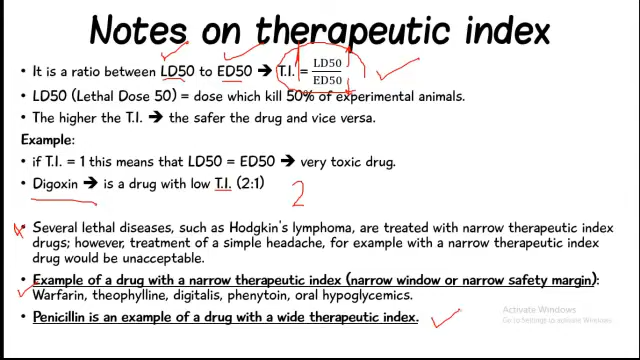 Notes on therapeutic index
• It is a ratio between LD50 to ED50 → T.I. = LD50/ED50
• LD50 (Lethal Dose 50) = dose which kill 50% of experimental animals.
• The higher the T.I. → the safer the drug and vice versa.
Example:
• if T.I. = 1 this means that LD50 = ED50 → very toxic drug.
• Digoxin → is a drug with low T.I. (2:1) 2
• Several lethal diseases, such as Hodgkin's lymphoma, are treated with narrow therapeutic index
drugs; however, treatment of a simple headache, for example with a narrow therapeutic index
drug would be unacceptable.
• Example of a drug with a narrow therapeutic index (narrow window or narrow safety margin):
Warfarin, theophylline, digitalis, phenytoin, oral hypoglycemics.
• Penicillin is an example of a drug with a wide therapeutic index.
Activate Windows
Go to Settings to activate Windows.